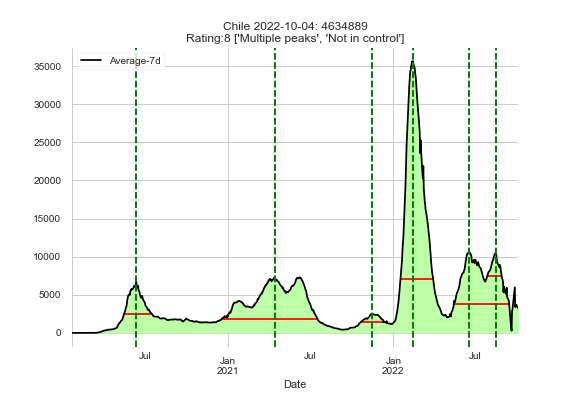 Chile 2022-10-04: 4634889
Rating:8 ['Multiple peaks', 'Not in control']
Average-7d
35000
30000
25000
20000
15000
10000
5000
0
Jul
Jan
2021
Jul
Jan
2022
Jul
Date